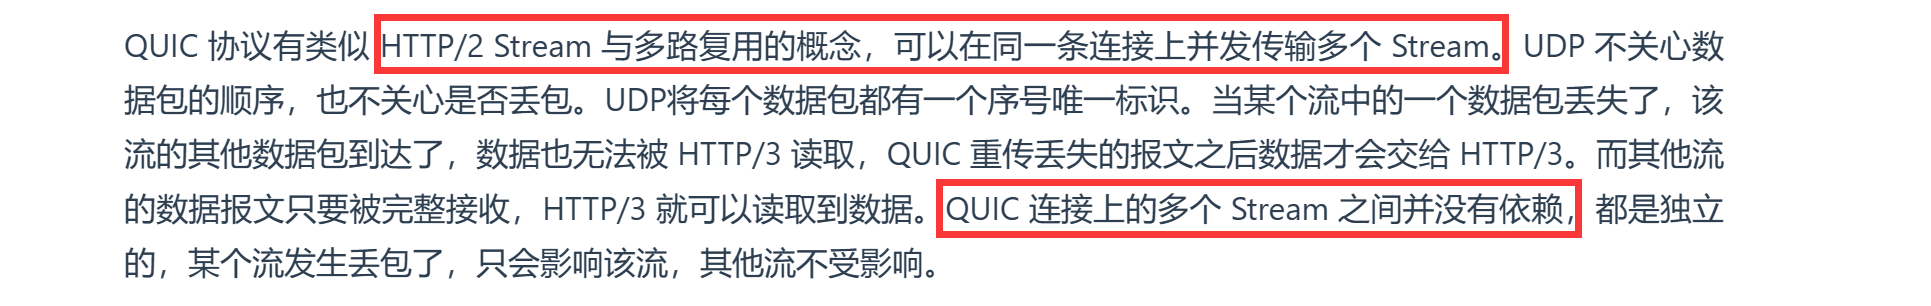 QUIC 协议有类似 HTTP/2 Stream 与多路复用的概念，可以在同一条连接上并发传输多个 Stream。UDP 不关心数
据包的顺序，也不关心是否丢包。UDP将每个数据包都有一个序号唯一标识。当某个流中的一个数据包丢失了，该
流的其他数据包到达了，数据也无法被 HTTP/3 读取，QUIC 重传丢失的报文之后数据才会交给 HTTP/3。而其他流
的数据报文只要被完整接收，HTTP/3 就可以读取到数据。QUIC 连接上的多个 Stream 之间并没有依赖，都是独立
的，某个流发生丢包了，只会影响该流，其他流不受影响。